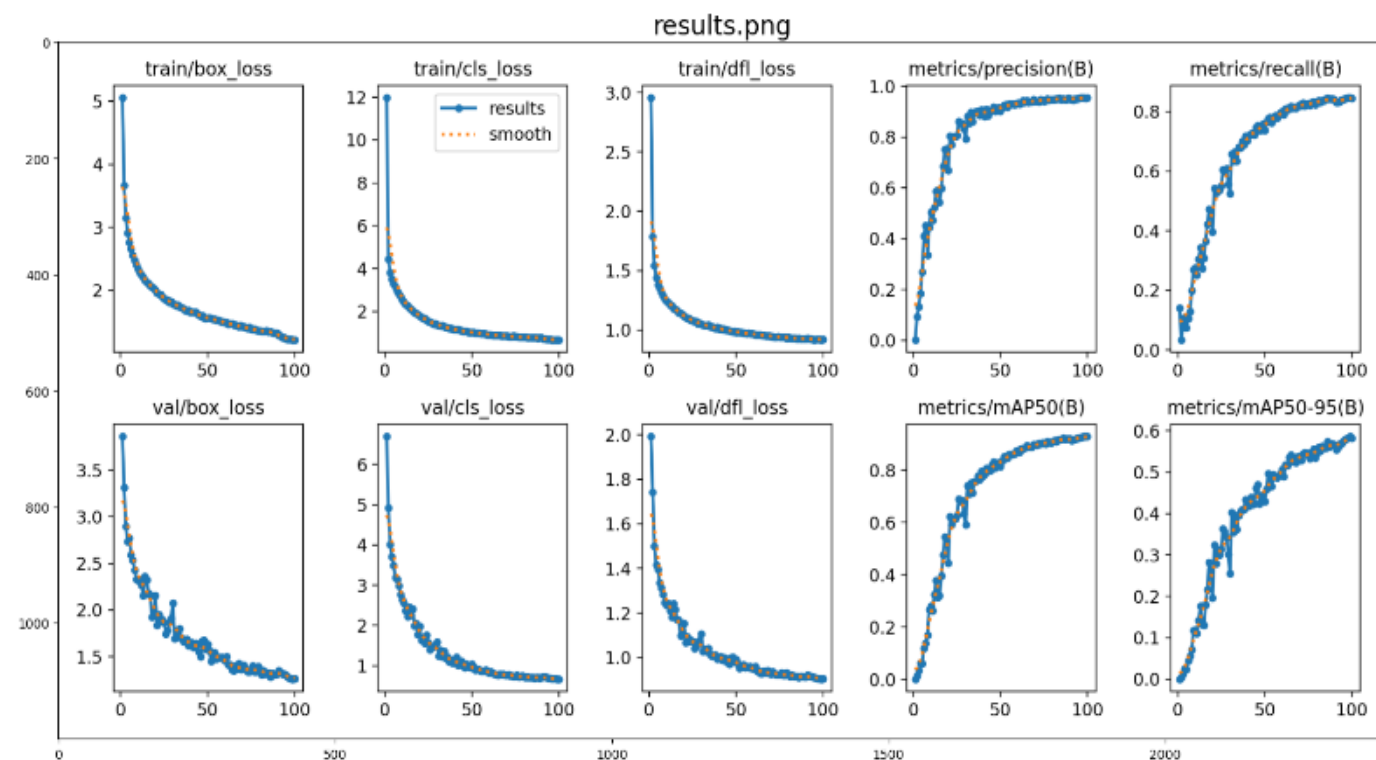 results.png
train/box_loss train/cls_loss train/dfl_loss metrics/precision(B) metrics/recall(B)
results
smooth
5 4 3 2
12 10 8 6 4 2
3.0 2.5 2.0 1.5 1.0
1.0 0.8 0.6 0.4 0.2 0.0
0.8 0.6 0.4 0.2 0.0
0 50 100 0 50 100 0 50 100 0 50 100 0 50 100
val/box_loss val/cls_loss val/dfl_loss metrics/mAP50(B) metrics/mAP50-95(B)
3.5 3.0 2.5 2.0 1.5
6 5 4 3 2 1
2.0 1.8 1.6 1.4 1.2 1.0
0.8 0.6 0.4 0.2 0.0
0.6 0.5 0.4 0.3 0.2 0.1 0.0
0 50 100 0 50 100 0 50 100 0 50 100 0 50 100
0 200 400 600 800 1000
0 500 1000 1500 2000